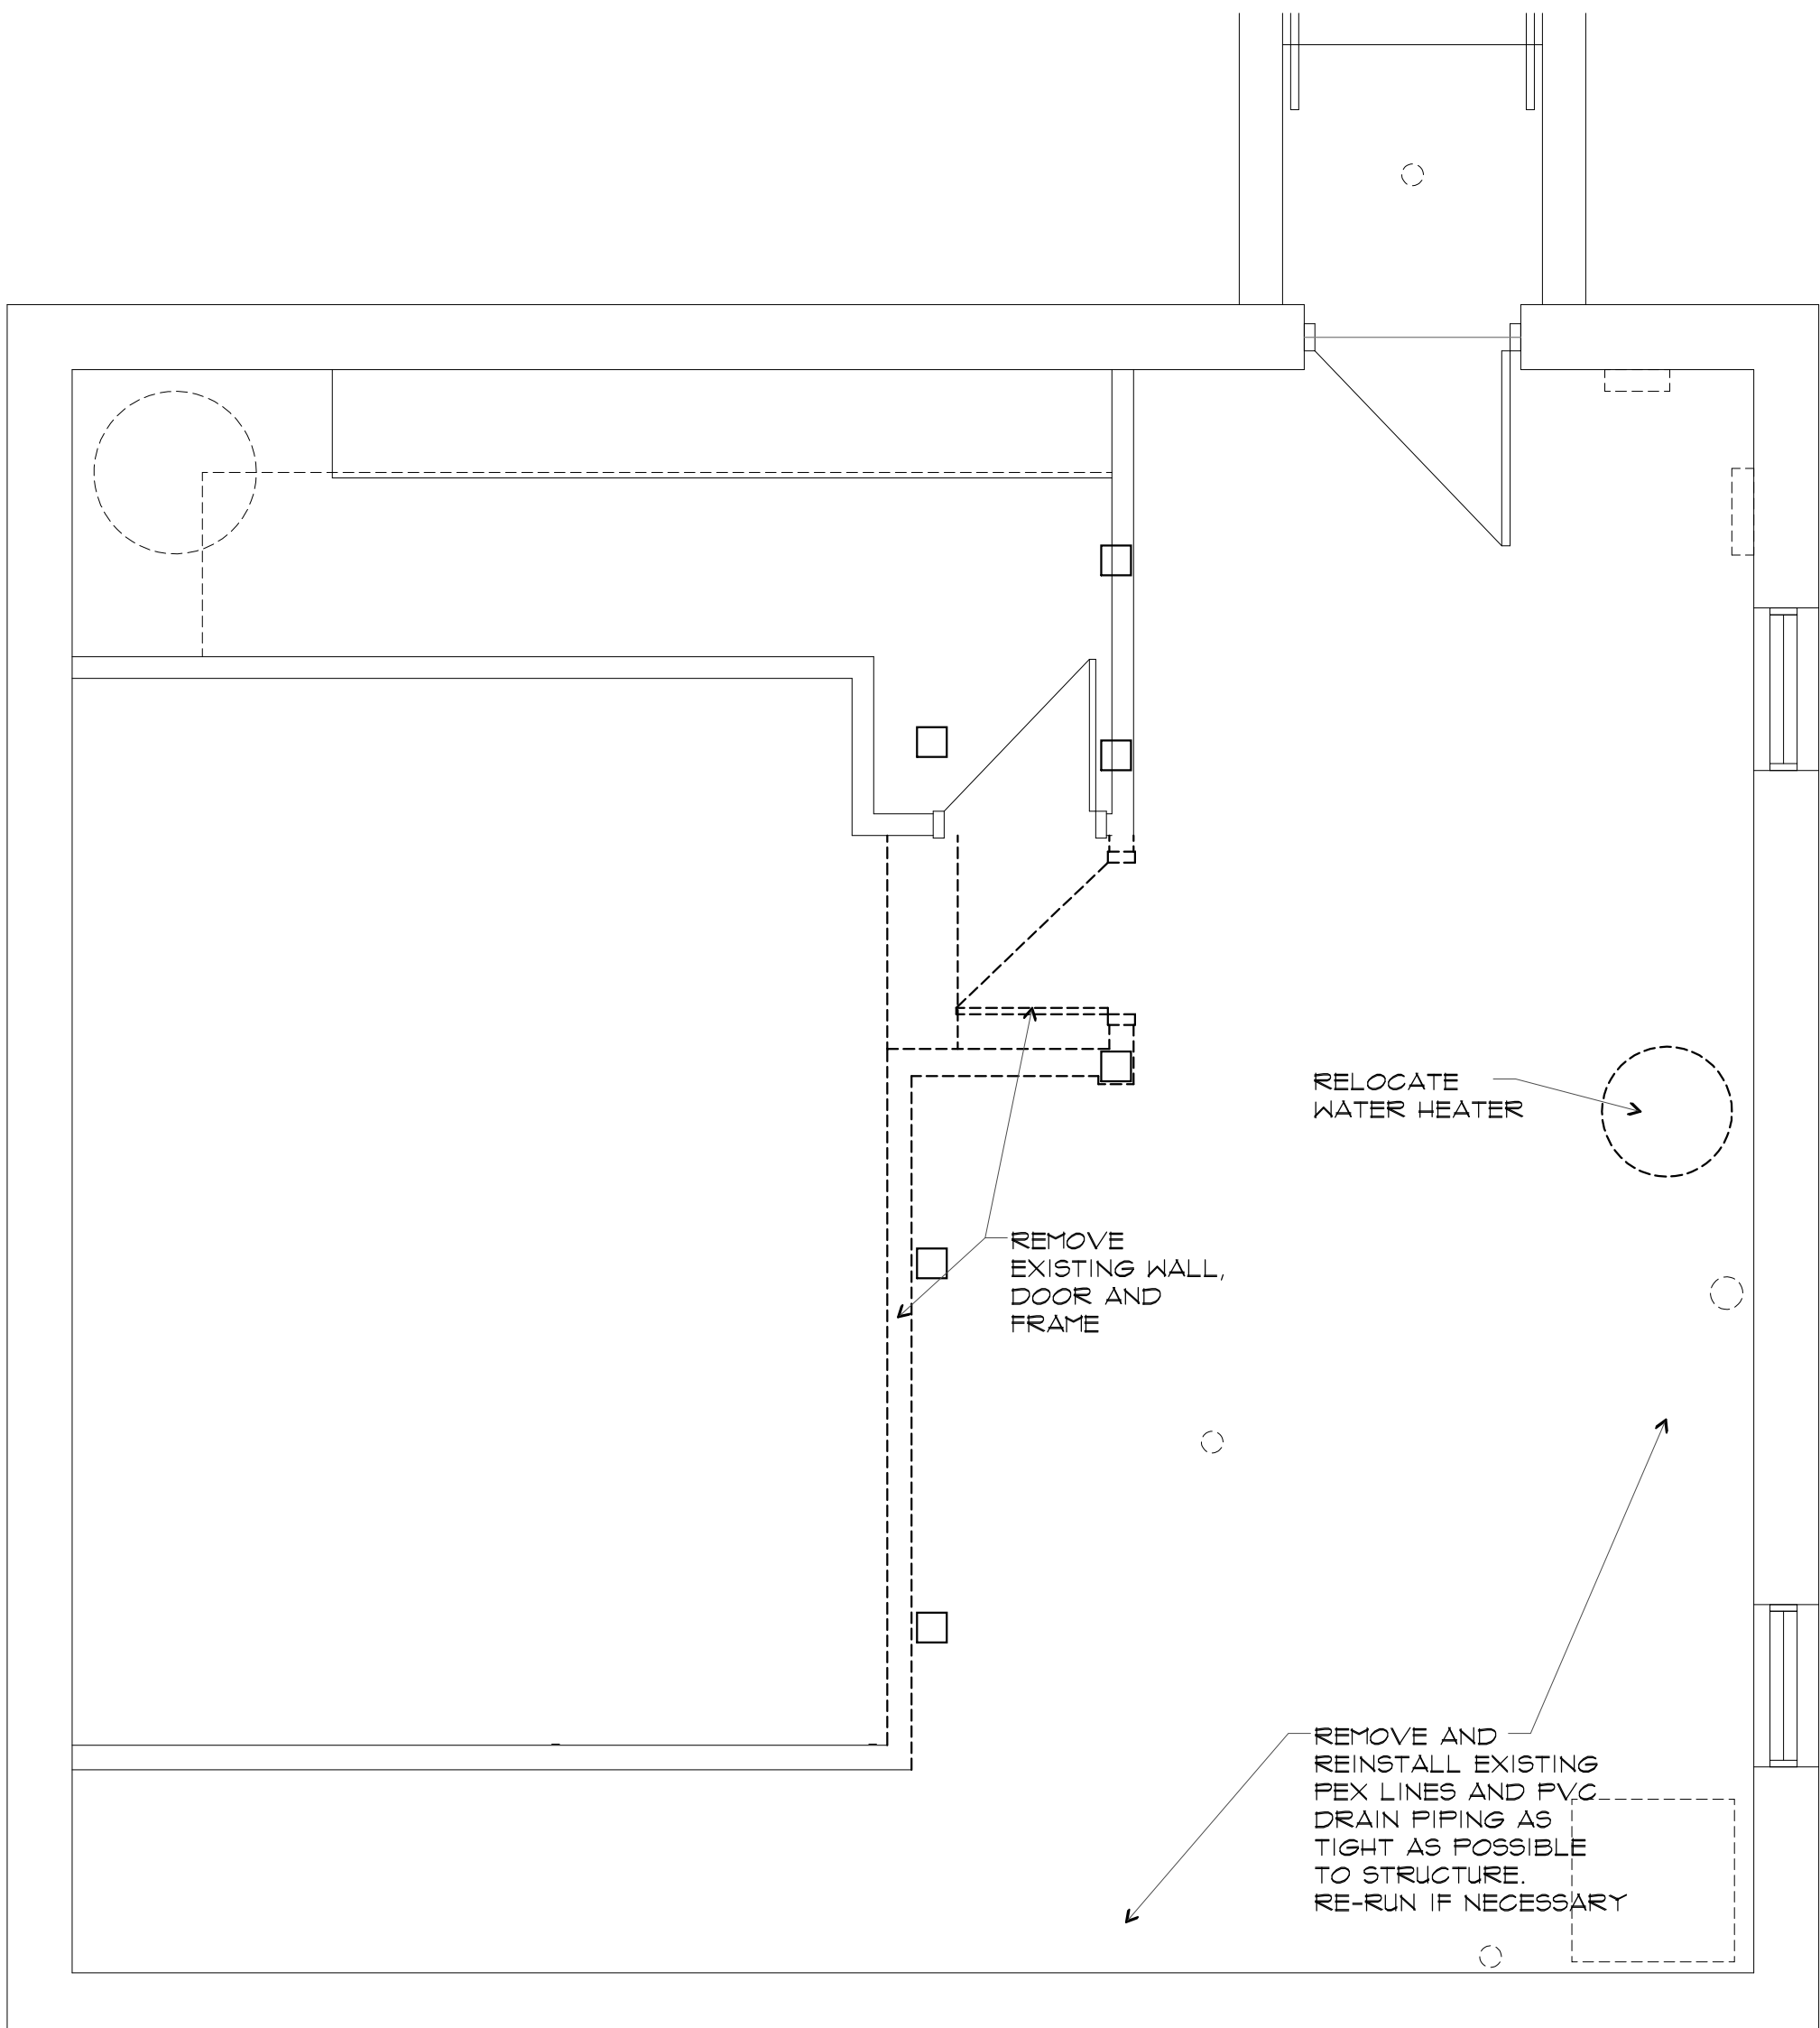 RELOCATE
WATER HEATER
REMOVE
EXISTING WALL,
DOOR AND
FRAME
REMOVE AND
REINSTALL EXISTING
PEX LINES AND PVC
DRAIN PIPING AS
TIGHT AS POSSIBLE
TO STRUCTURE.
RE-RUN IF NECESSARY